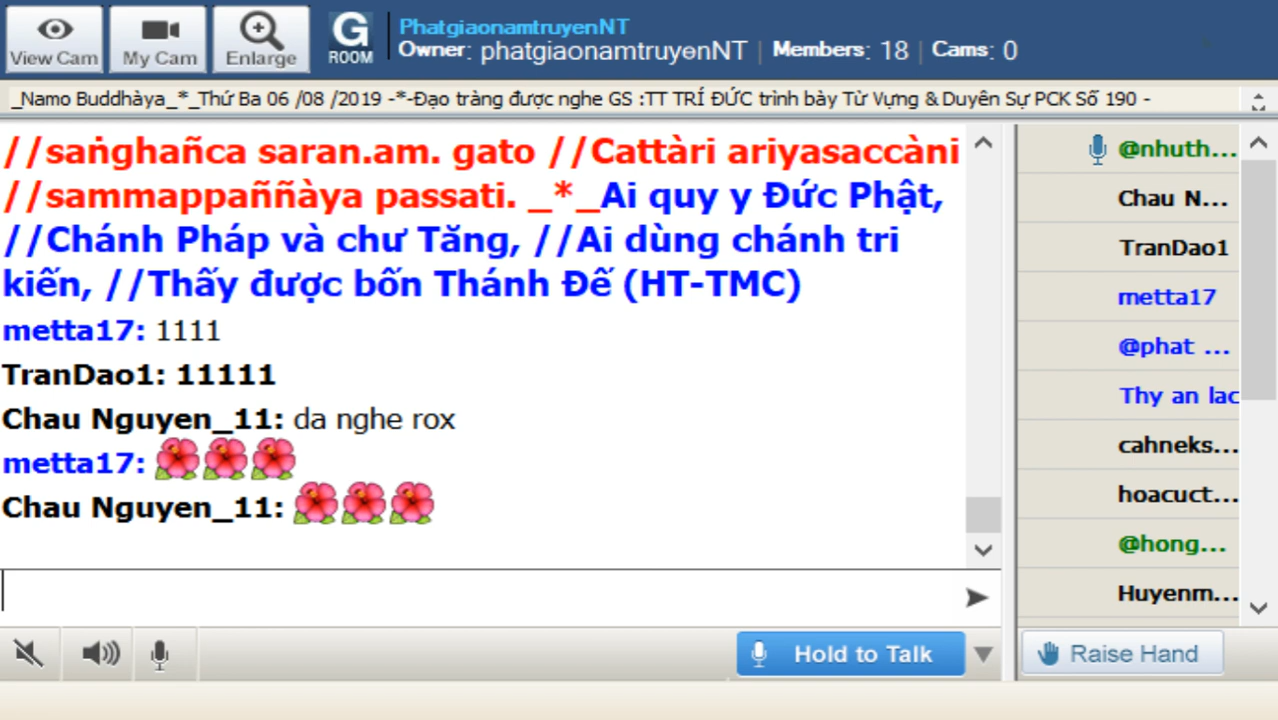 View Cam
My Cam
Enlarge
G
ROOM
PhatgiaonamtruyenNT
Owner: phatgiaonamtruyenNT | Members: 18 | Cams: 0
_Namo Buddhàya_*_Thứ Ba 06 /08 /2019 -*-Đạo tràng được nghe GS :TT TRÍ ĐỨC trình bày Từ Vựng & Duyên Sự PCK Số 190 -
//saṅghañca saran.am. gato //Cattàri ariyasaccàni
//sammappaññàya passati. _*_Ai quy y Đức Phật,
//Chánh Pháp và chư Tăng, //Ai dùng chánh tri
kiến, //Thấy được bốn Thánh Đế (HT-TMC)
metta17: 1111
TranDao1: 11111
Chau Nguyen_11: da nghe rox
metta17:
Chau Nguyen_11:
@nhuth...
Chau N...
TranDao1
metta17
@phat ...
Thy an lac
cahneks...
hoacuct...
@hong...
Huyenm...
Hold to Talk
Raise Hand